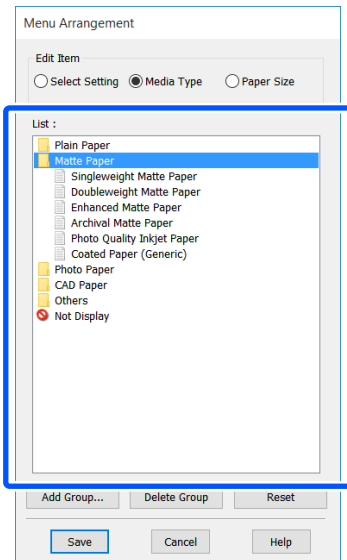 Menu Arrangement
Edit Item
Select Setting Media Type Paper Size
List :
Plain Paper
Matte Paper
Singleweight Matte Paper
Doubleweight Matte Paper
Enhanced Matte Paper
Archival Matte Paper
Photo Quality Inkjet Paper
Coated Paper (Generic)
Photo Paper
CAD Paper
Others
Not Display
Add Group... Delete Group Reset
Save Cancel Help